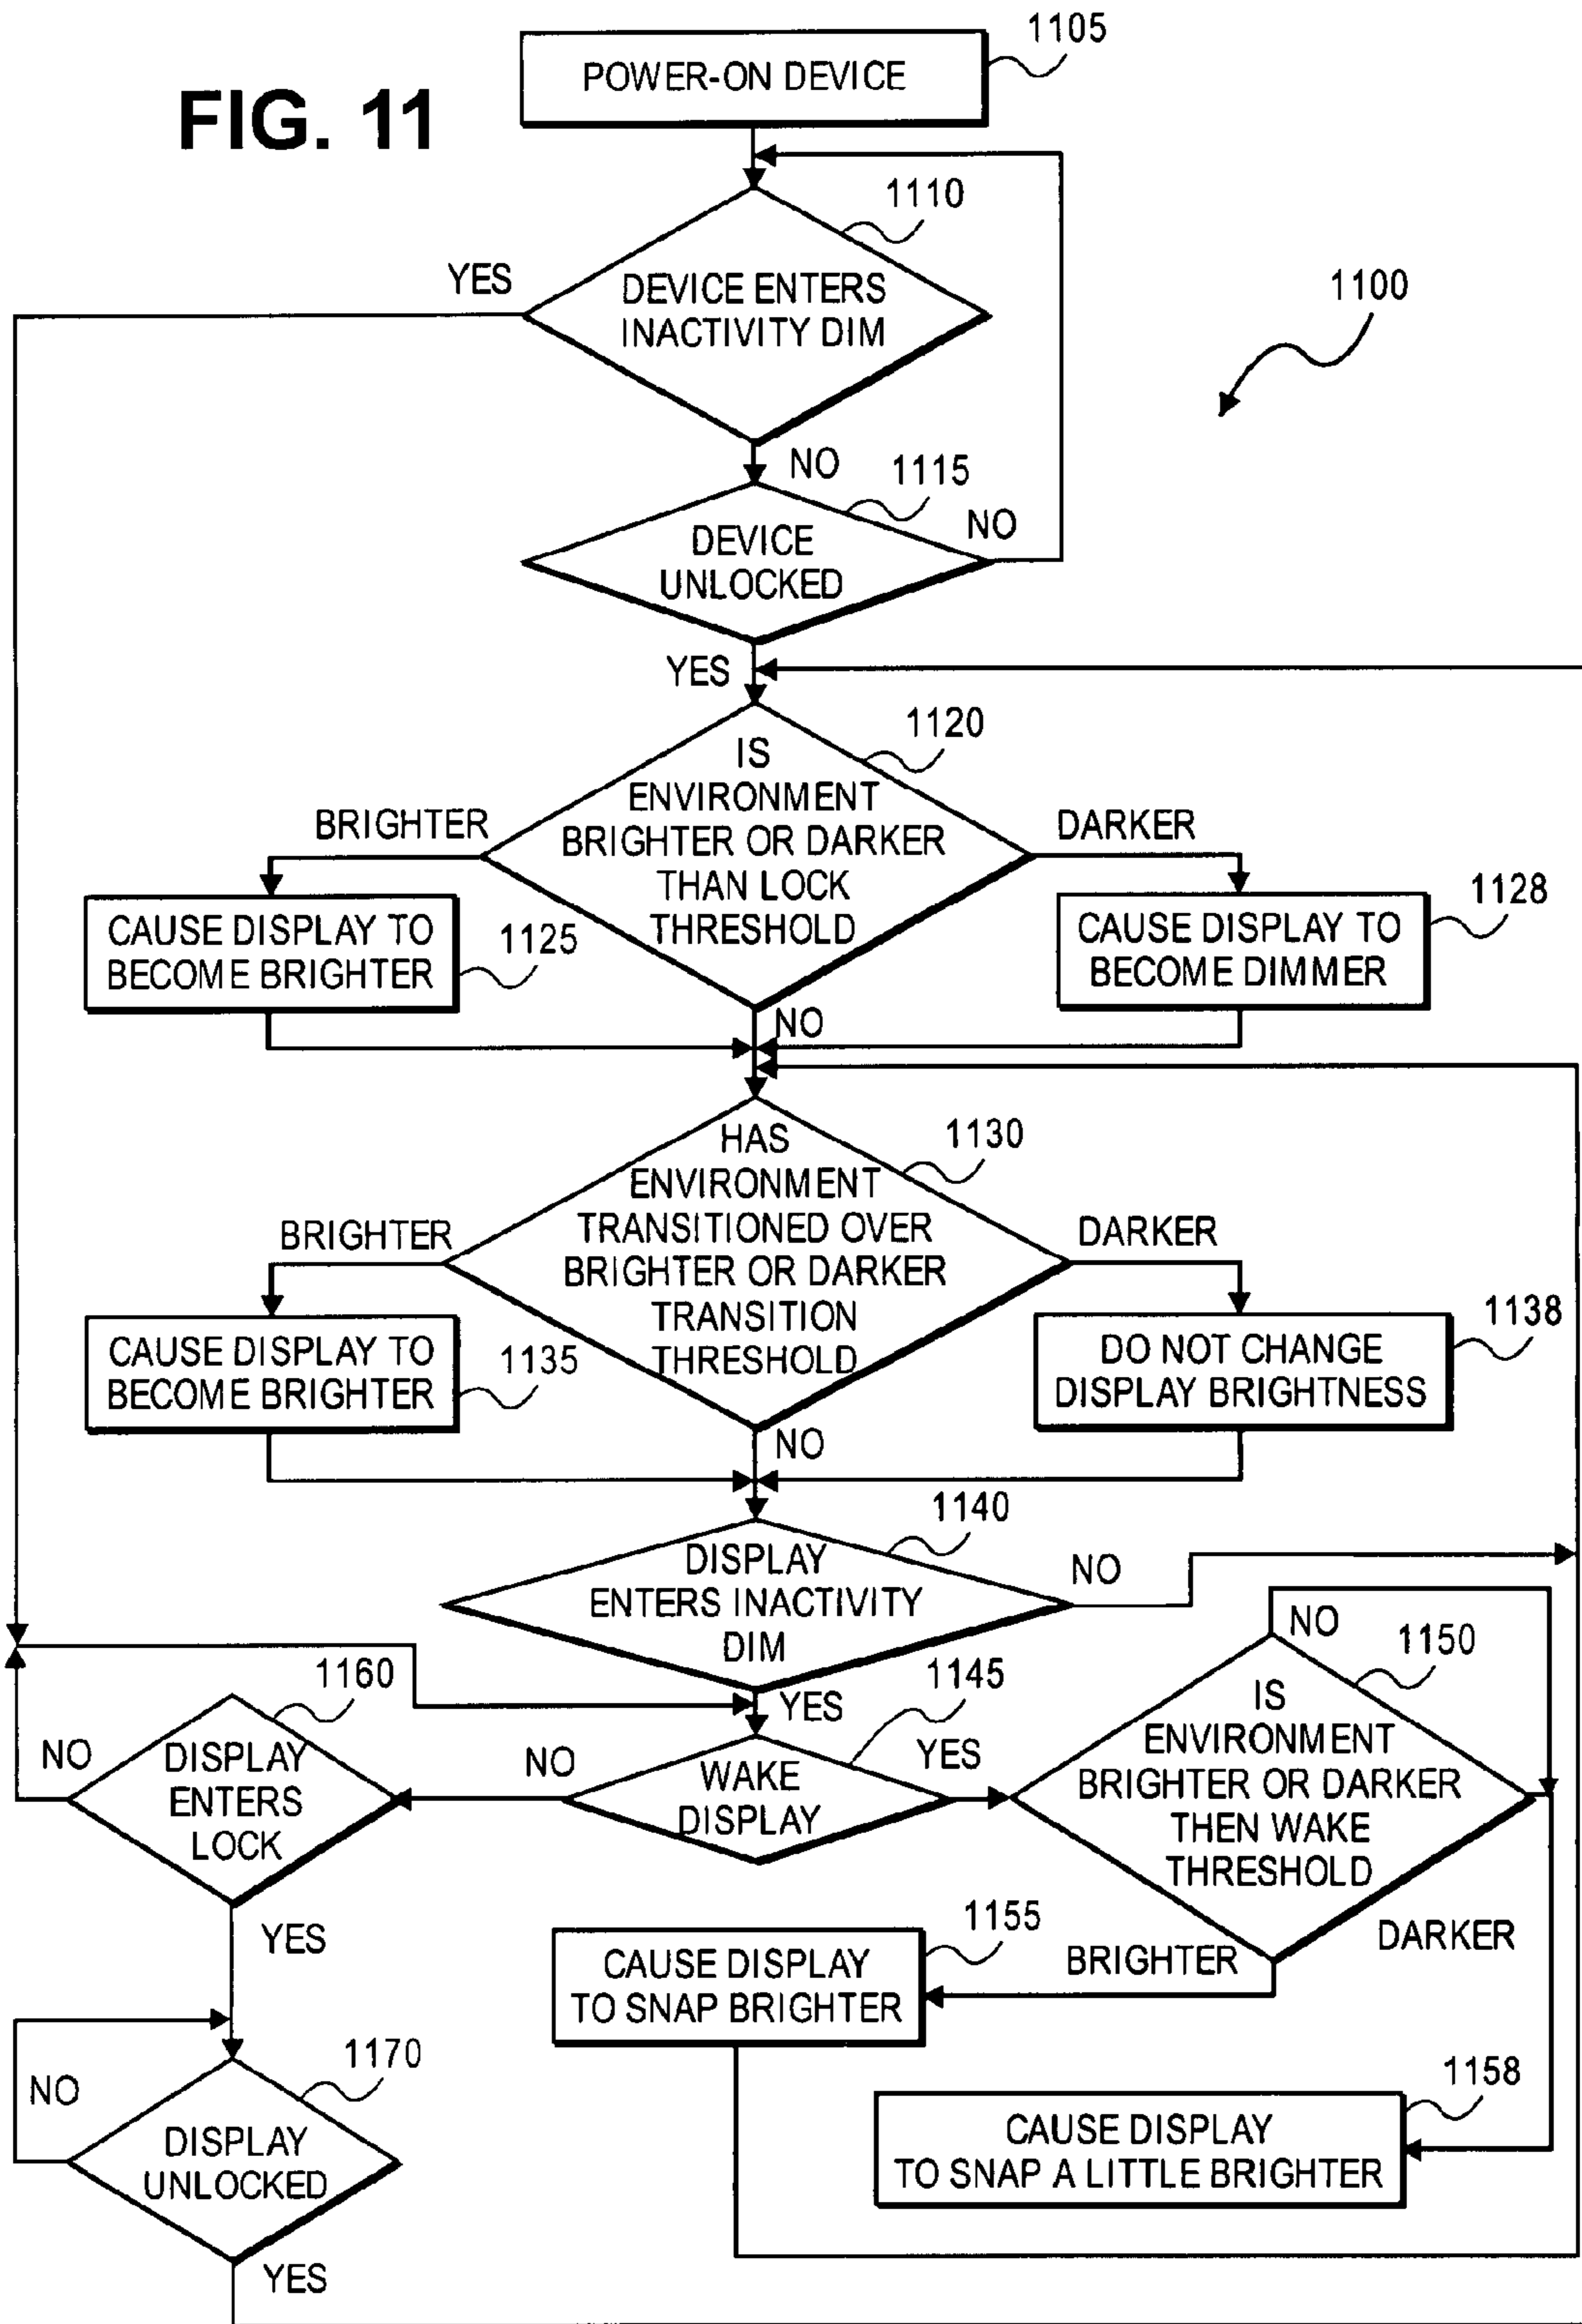 FIG. 11
1105
POWER-ON DEVICE
1110
YES
DEVICE ENTERS
INACTIVITY DIM
1100
NO
1115
NO
DEVICE
UNLOCKED
YES
1120
IS
ENVIRONMENT
BRIGHTER OR DARKER
THAN LOCK
THRESHOLD
BRIGHTER
DARKER
CAUSE DISPLAY TO
BECOME BRIGHTER
1125
1128
CAUSE DISPLAY TO
BECOME DIMMER
NO
1130
HAS
ENVIRONMENT
TRANSITIONED OVER
BRIGHTER OR DARKER
TRANSITION
THRESHOLD
BRIGHTER
DARKER
CAUSE DISPLAY TO
BECOME BRIGHTER
1135
1138
DO NOT CHANGE
DISPLAY BRIGHTNESS
NO
1140
DISPLAY
ENTERS INACTIVITY
DIM
NO
YES
1145
WAKE
DISPLAY
NO
YES
1150
NO
IS
ENVIRONMENT
BRIGHTER OR DARKER
THEN WAKE
THRESHOLD
1160
NO
DISPLAY
ENTERS
LOCK
YES
BRIGHTER
DARKER
1155
CAUSE DISPLAY
TO SNAP BRIGHTER
1158
CAUSE DISPLAY
TO SNAP A LITTLE BRIGHTER
1170
NO
DISPLAY
UNLOCKED
YES